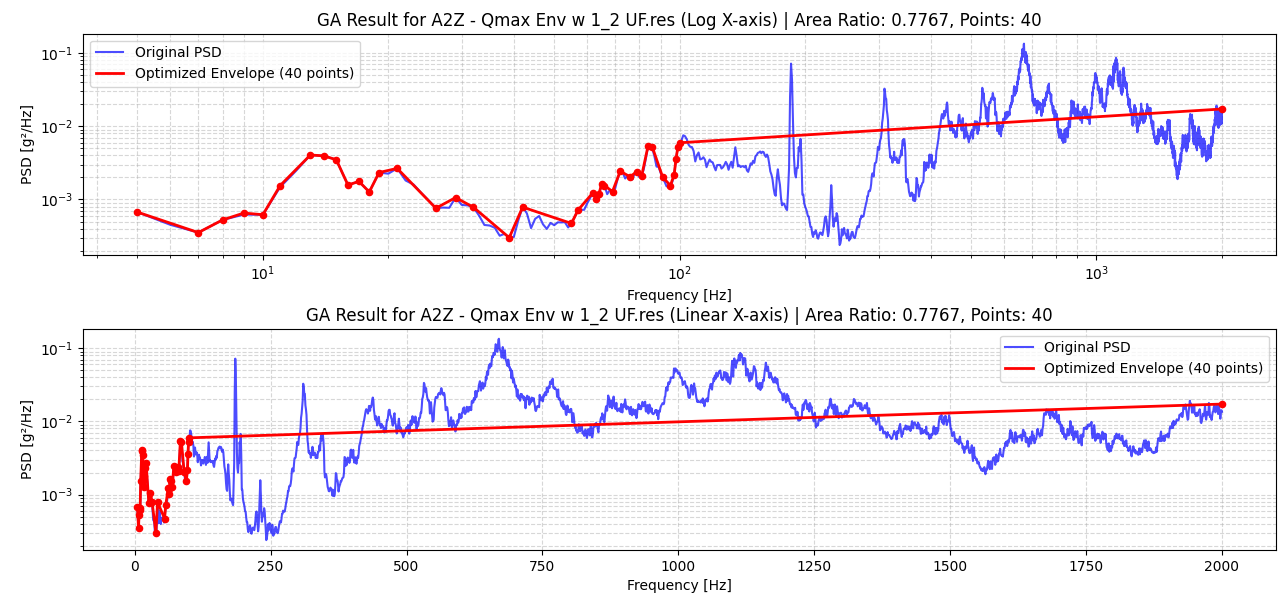 GA Result for A2Z - Qmax Env w 1_2 UF.res (Log X-axis) | Area Ratio: 0.7767, Points: 40
Original PSD
Optimized Envelope (40 points)
PSD [g²/Hz]
10⁻¹
10⁻²
10⁻³
10¹
10²
10³
Frequency [Hz]
GA Result for A2Z - Qmax Env w 1_2 UF.res (Linear X-axis) | Area Ratio: 0.7767, Points: 40
Original PSD
Optimized Envelope (40 points)
PSD [g²/Hz]
10⁻¹
10⁻²
10⁻³
0
250
500
750
1000
1250
1500
1750
2000
Frequency [Hz]